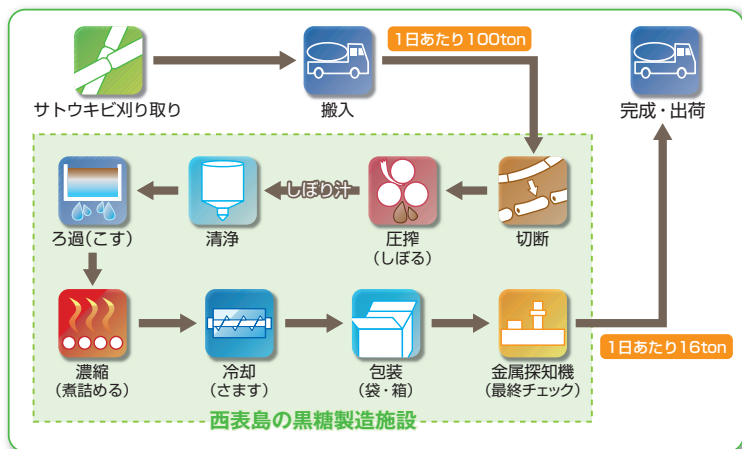 1日あたり100ton
サトウキビ刈り取り
搬入
完成・出荷
しぼり汁
ろ過(こす)
清浄
圧搾
(しぼる)
切断
濃縮
(煮詰める)
冷却
(さます)
包装
(袋・箱)
金属探知機
(最終チェック)
1日あたり16ton
西表島の黒糖製造施設